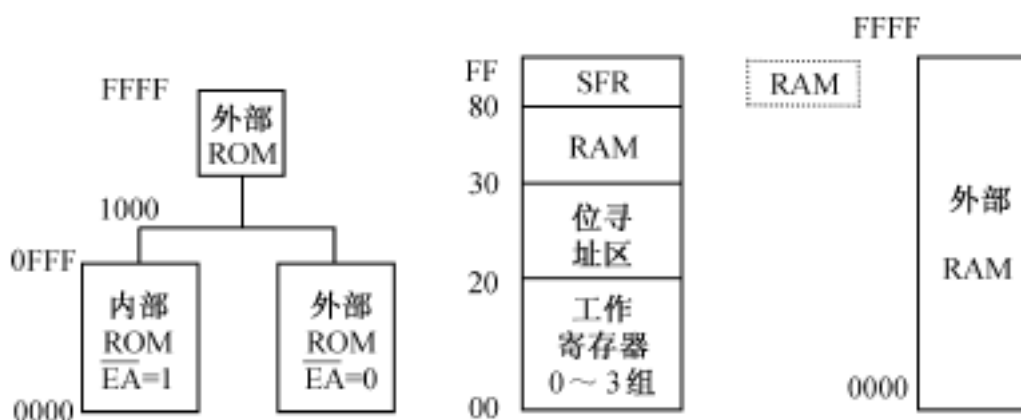 FFFF
外部
ROM
1000
0FFF
内部
ROM
EA=1
外部
ROM
EA=0
0000
FF
SFR
80
RAM
30
位寻
址区
20
工作
寄存器
0～3组
00
RAM
FFFF
外部
RAM
0000